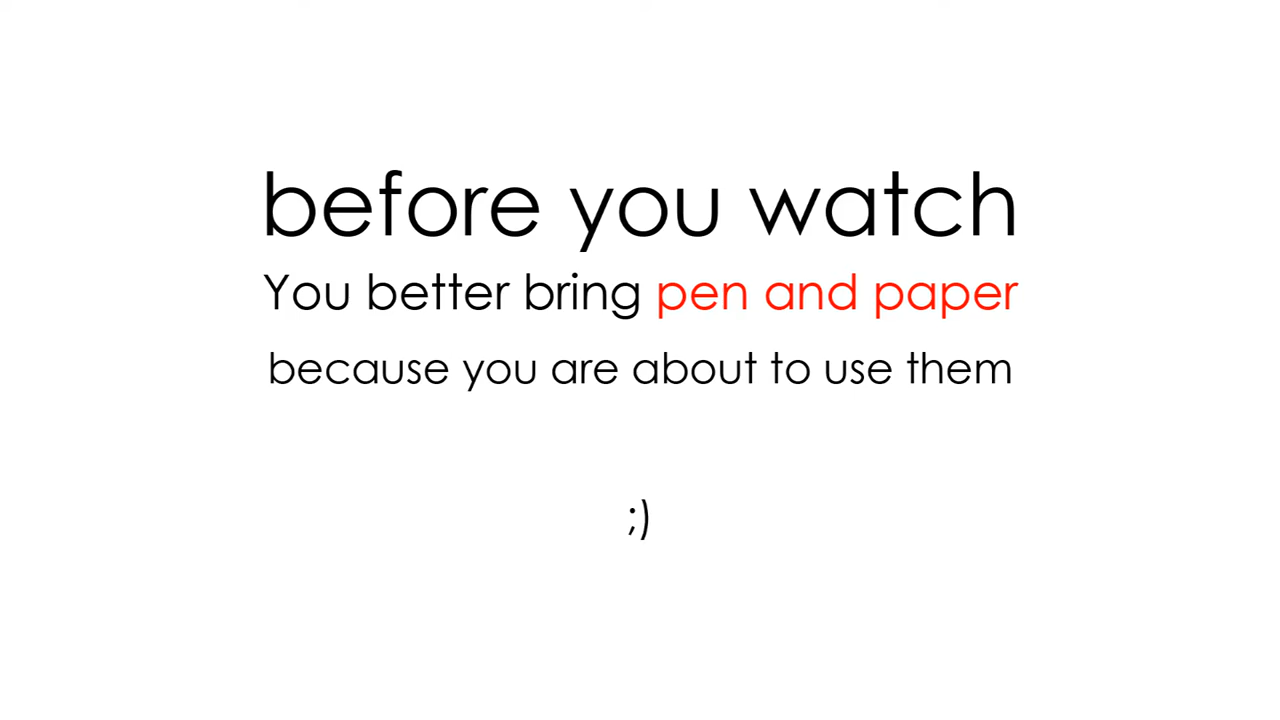 before you watch
You better bring pen and paper
because you are about to use them
;)